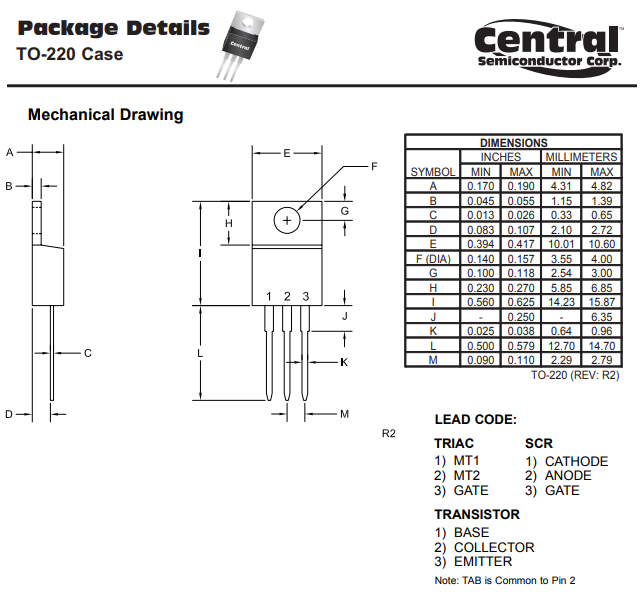 Package Details
TO-220 Case
Central
Central™
Semiconductor Corp.
Mechanical Drawing
A
B
C
D
E
F
G
H
I
J
K
L
M
1 2 3
R2
DIMENSIONS
INCHES MILLIMETERS
SYMBOL MIN MAX MIN MAX
A 0.170 0.190 4.31 4.82
B 0.045 0.055 1.15 1.39
C 0.013 0.026 0.33 0.65
D 0.083 0.107 2.10 2.72
E 0.394 0.417 10.01 10.60
F (DIA) 0.140 0.157 3.55 4.00
G 0.100 0.118 2.54 3.00
H 0.230 0.270 5.85 6.85
I 0.560 0.625 14.23 15.87
J - 0.250 - 6.35
K 0.025 0.038 0.64 0.96
L 0.500 0.579 12.70 14.70
M 0.090 0.110 2.29 2.79
TO-220 (REV: R2)
LEAD CODE:
TRIAC
1) MT1
2) MT2
3) GATE
SCR
1) CATHODE
2) ANODE
3) GATE
TRANSISTOR
1) BASE
2) COLLECTOR
3) EMITTER
Note: TAB is Common to Pin 2